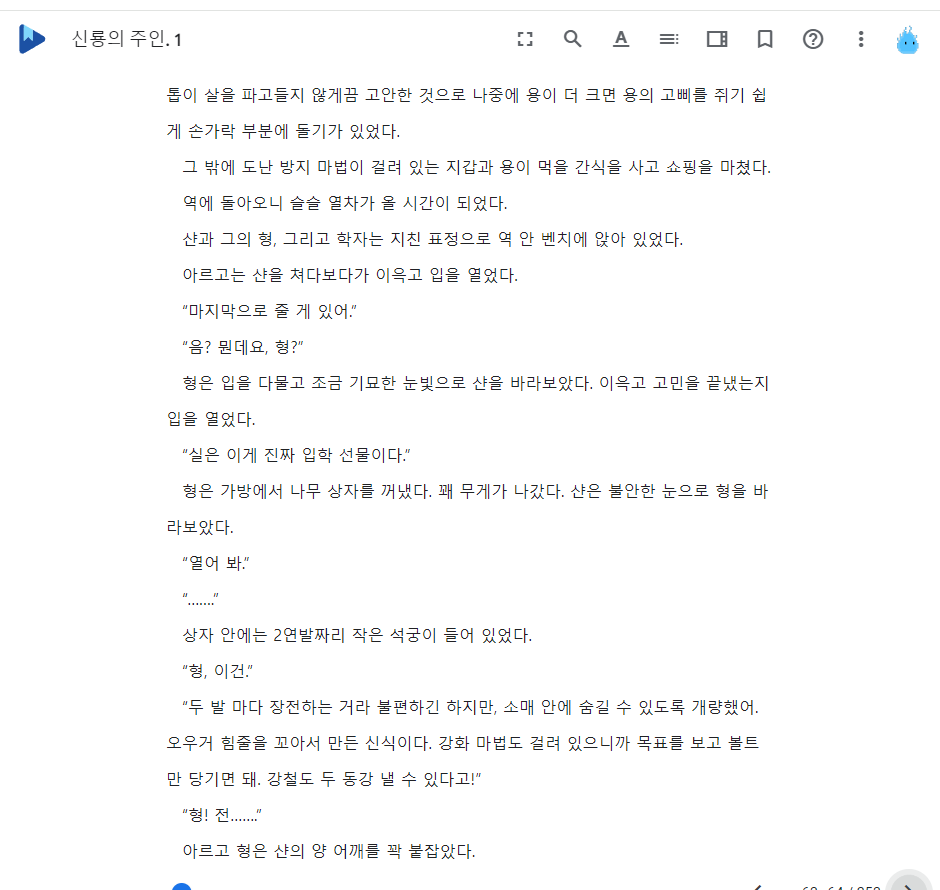 신룡의 주인. 1
톱이 살을 파고들지 않게끔 고안한 것으로 나중에 용이 더 크면 용의 고삐를 쥐기 쉽
게 손가락 부분에 돌기가 있었다.
그 밖에 도난 방지 마법이 걸려 있는 지갑과 용이 먹을 간식을 사고 쇼핑을 마쳤다.
역에 돌아오니 슬슬 열차가 올 시간이 되었다.
샨과 그의 형, 그리고 학자는 지친 표정으로 역 안 벤치에 앉아 있었다.
아르고는 샨을 쳐다보다가 이윽고 입을 열었다.
“마지막으로 줄 게 있어.”
“음? 뭔데요, 형?”
형은 입을 다물고 조금 기묘한 눈빛으로 샨을 바라보았다. 이윽고 고민을 끝냈는지
입을 열었다.
“실은 이게 진짜 입학 선물이다.”
형은 가방에서 나무 상자를 꺼냈다. 꽤 무게가 나갔다. 샨은 불안한 눈으로 형을 바
라보았다.
“열어 봐.”
“…….”
상자 안에는 2연발짜리 작은 석궁이 들어 있었다.
“형, 이건.”
“두 발 마다 장전하는 거라 불편하긴 하지만, 소매 안에 숨길 수 있도록 개량했어.
오우거 힘줄을 꼬아서 만든 신식이다. 강화 마법도 걸려 있으니까 목표를 보고 볼트
만 당기면 돼. 강철도 두 동강 낼 수 있다고!”
“형! 전…….”
아르고 형은 샨의 양 어깨를 꽉 붙잡았다.